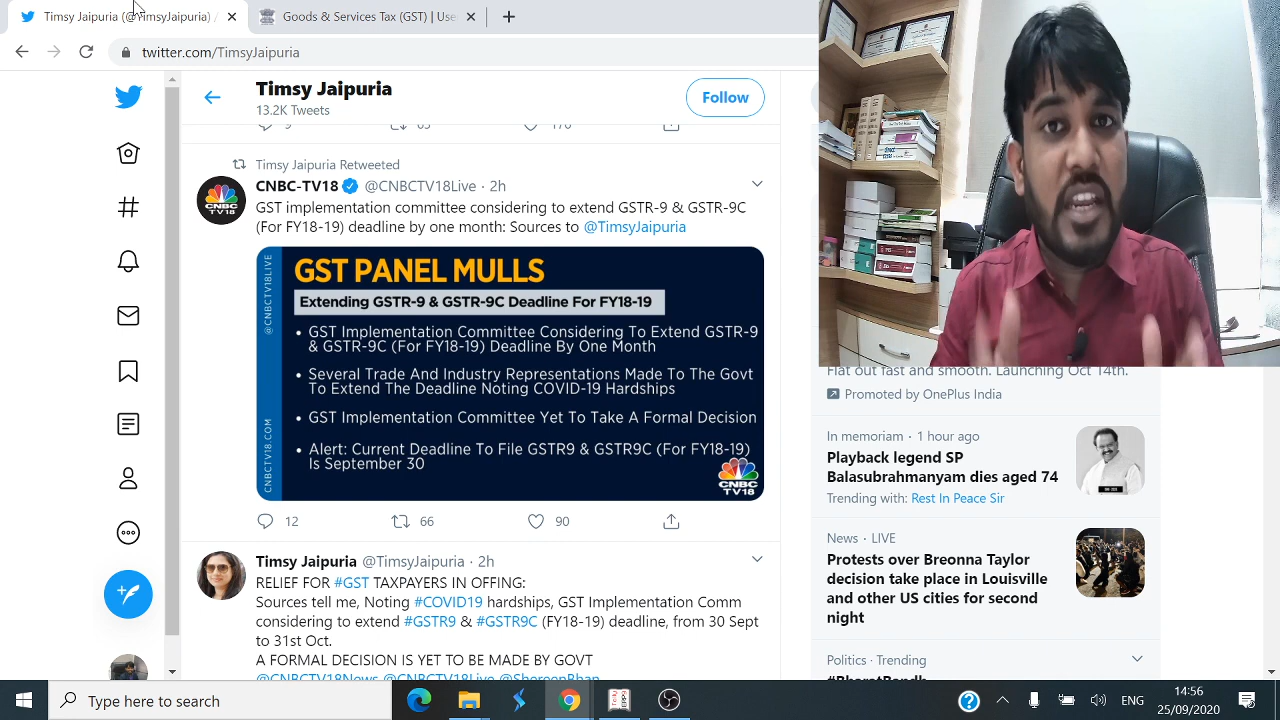 Timsy Jaipuria (@TimsyJaipuria) /
Goods & Services Tax (GST) | Use
twitter.com/TimsyJaipuria
Timsy Jaipuria
13.2K Tweets
Follow
Timsy Jaipuria Retweeted
CNBC-TV18 @CNBCTV18Live · 2h
GST implementation committee considering to extend GSTR-9 & GSTR-9C
(For FY18-19) deadline by one month: Sources to @TimsyJaipuria
CNBC
TV18
@CNBCTV18LIVE
CNBCTV18.COM
GST PANEL MULLS
Extending GSTR-9 & GSTR-9C Deadline For FY18-19
• GST Implementation Committee Considering To Extend GSTR-9
& GSTR-9C (For FY18-19) Deadline By One Month
• Several Trade And Industry Representations Made To The Govt
To Extend The Deadline Noting COVID-19 Hardships
• GST Implementation Committee Yet To Take A Formal Decision
• Alert: Current Deadline To File GSTR9 & GSTR9C (For FY18-19)
Is September 30
CNBC
TV18
12 66 90
Timsy Jaipuria @TimsyJaipuria · 2h
RELIEF FOR #GST TAXPAYERS IN OFFING:
Sources tell me, Noting #COVID19 hardships, GST Implementation Comm
considering to extend #GSTR9 & #GSTR9C (FY18-19) deadline, from 30 Sept
to 31st Oct.
A FORMAL DECISION IS YET TO BE MADE BY GOVT
@CNBCTV18News @CNBCTV18Live @ShereenBhan
Flat out fast and smooth. Launching Oct 14th.
Promoted by OnePlus India
In memoriam · 1 hour ago
Playback legend SP
Balasubrahmanyam dies aged 74
Trending with: Rest In Peace Sir
News · LIVE
Protests over Breonna Taylor
decision take place in Louisville
and other US cities for second
night
Politics · Trending
#BharatBandh
Type here to search
ENG
14:56
25/09/2020